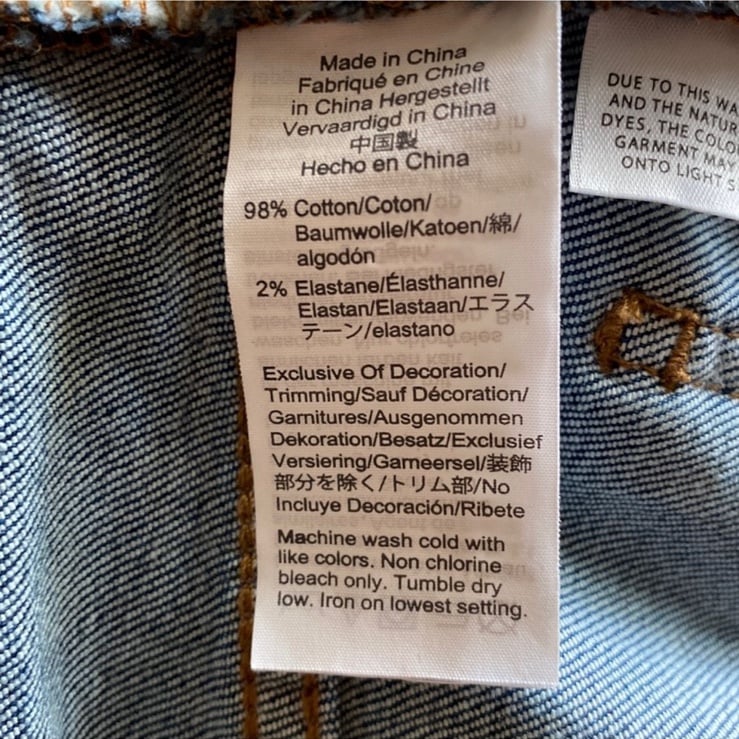 Made in China
Fabriqué en Chine
in China Hergestellt
Vervaardigd in China
中国製
Hecho en China
98% Cotton/Coton/
Baumwolle/Katoen/綿/
algodón
2% Elastane/Élasthanne/
Elastan/Elastaan/エラス
テーン/elastano
Exclusive Of Decoration/
Trimming/Sauf Décoration/
Garnitures/Ausgenommen
Dekoration/Besatz/Exclusief
Versiering/Garneersel/装飾
部分を除く/トリム部/No
Incluye Decoración/Ribete
Machine wash cold with
like colors. Non chlorine
bleach only. Tumble dry
low. Iron on lowest setting.
DUE TO THIS WA
AND THE NATUR
DYES, THE COLO
GARMENT MAY
ONTO LIGHT S